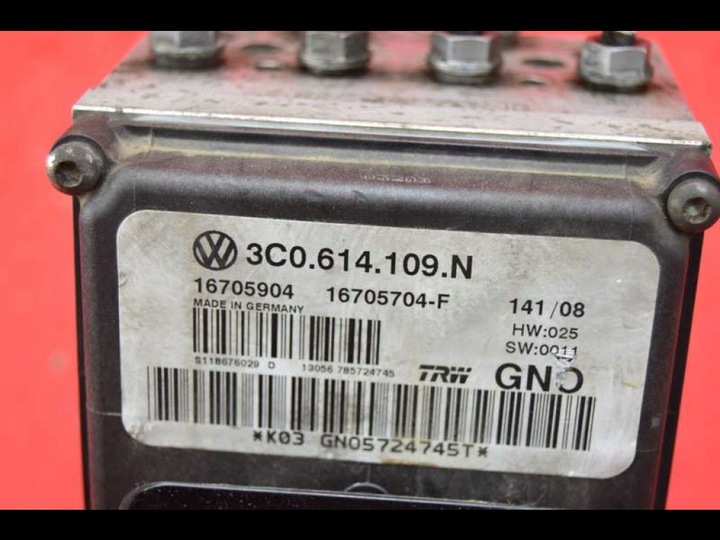 3C0.614.109.N
16705904 16705704-F 141/08
MADE IN GERMANY HW:025
SW:0011
S118676029 D 13056 785724745 TRW GNO
*K03 GNO5724745T*